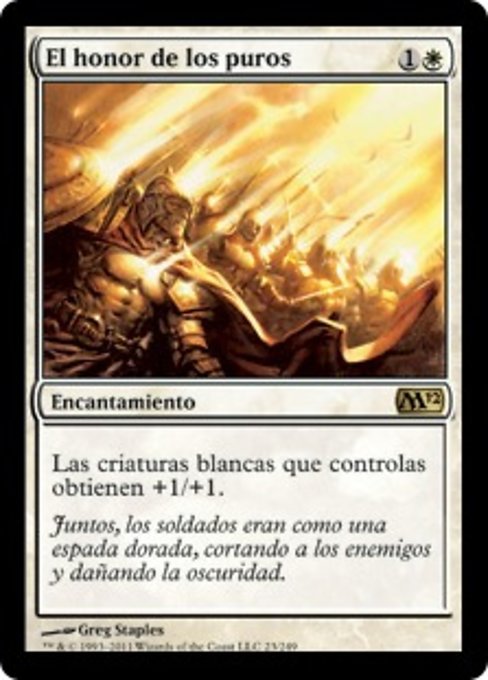 El honor de los puros 1
Encantamiento M12
Las criaturas blancas que controlas
obtienen +1/+1.
Juntos, los soldados eran como una
espada dorada, cortando a los enemigos
y dañando la oscuridad.
Greg Staples
™ & © 1993–2011 Wizards of the Coast LLC 23/249